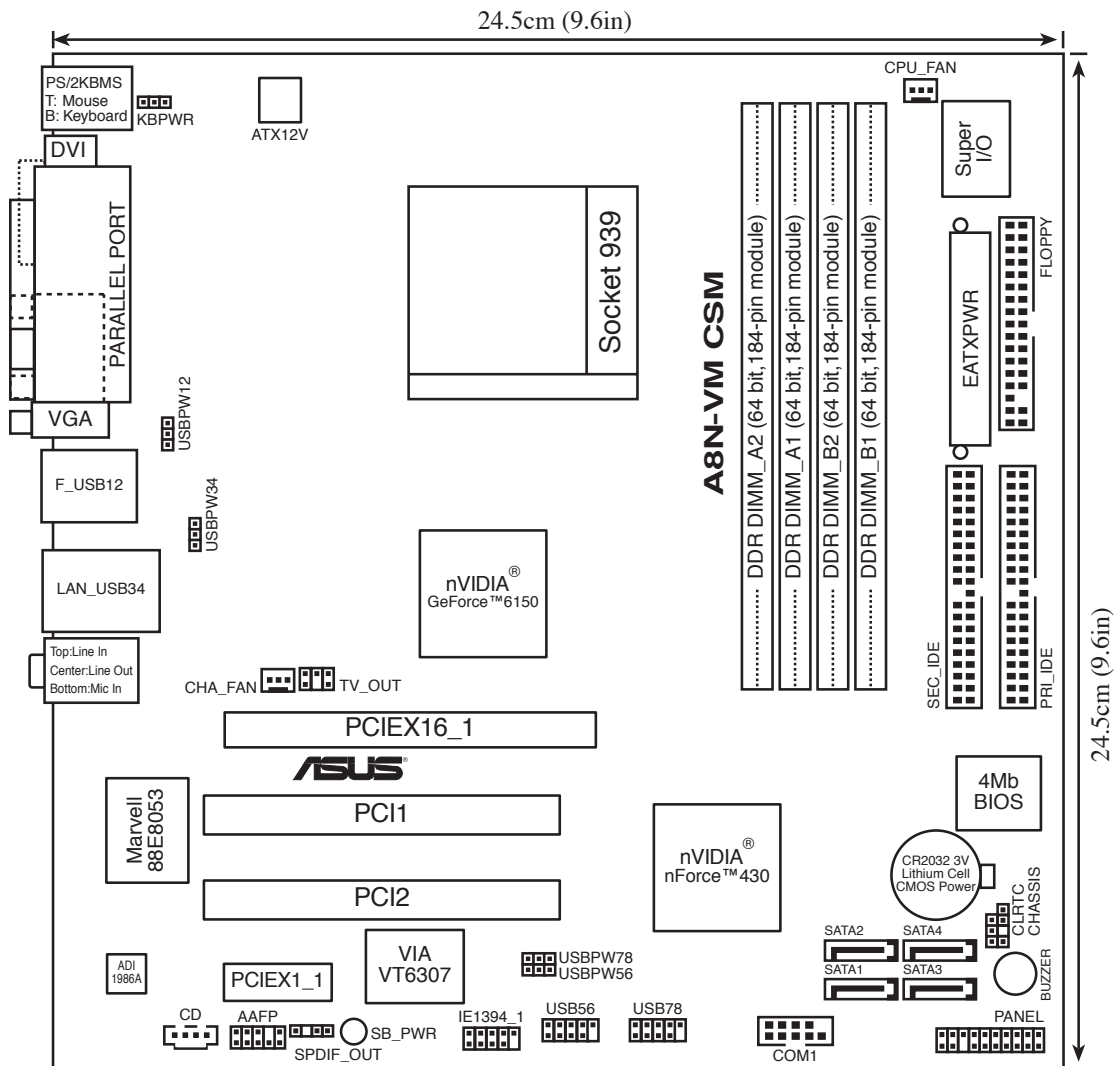 24.5cm (9.6in)
PS/2KBMS
T: Mouse
B: Keyboard
KBPWR
ATX12V
CPU_FAN
Super
I/O
DVI
PARALLEL PORT
VGA
USBPW12
F_USB12
USBPW34
LAN_USB34
Top:Line In
Center:Line Out
Bottom:Mic In
Socket 939
A8N-VM CSM
DDR DIMM_A2 (64 bit,184-pin module)
DDR DIMM_A1 (64 bit,184-pin module)
DDR DIMM_B2 (64 bit,184-pin module)
DDR DIMM_B1 (64 bit,184-pin module)
EATXPWR
FLOPPY
SEC_IDE
PRI_IDE
24.5cm (9.6in)
nVIDIA®
GeForce™6150
CHA_FAN
TV_OUT
PCIEX16_1
ASUS®
PCI1
Marvell
88E8053
PCI2
nVIDIA®
nForce™430
4Mb
BIOS
CR2032 3V
Lithium Cell
CMOS Power
CLRTC
CHASSIS
SATA2
SATA4
SATA1
SATA3
BUZZER
ADI
1986A
PCIEX1_1
VIA
VT6307
USBPW78
USBPW56
CD
AAFP
SPDIF_OUT
SB_PWR
IE1394_1
USB56
USB78
COM1
PANEL